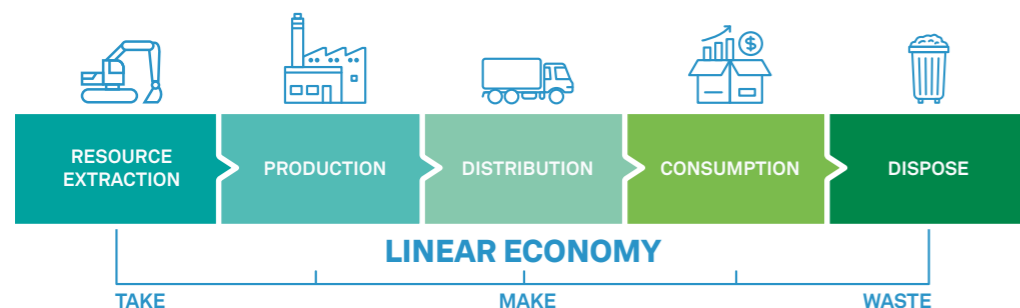 $
RESOURCE
EXTRACTION
PRODUCTION
DISTRIBUTION
CONSUMPTION
DISPOSE
LINEAR ECONOMY
TAKE
MAKE
WASTE